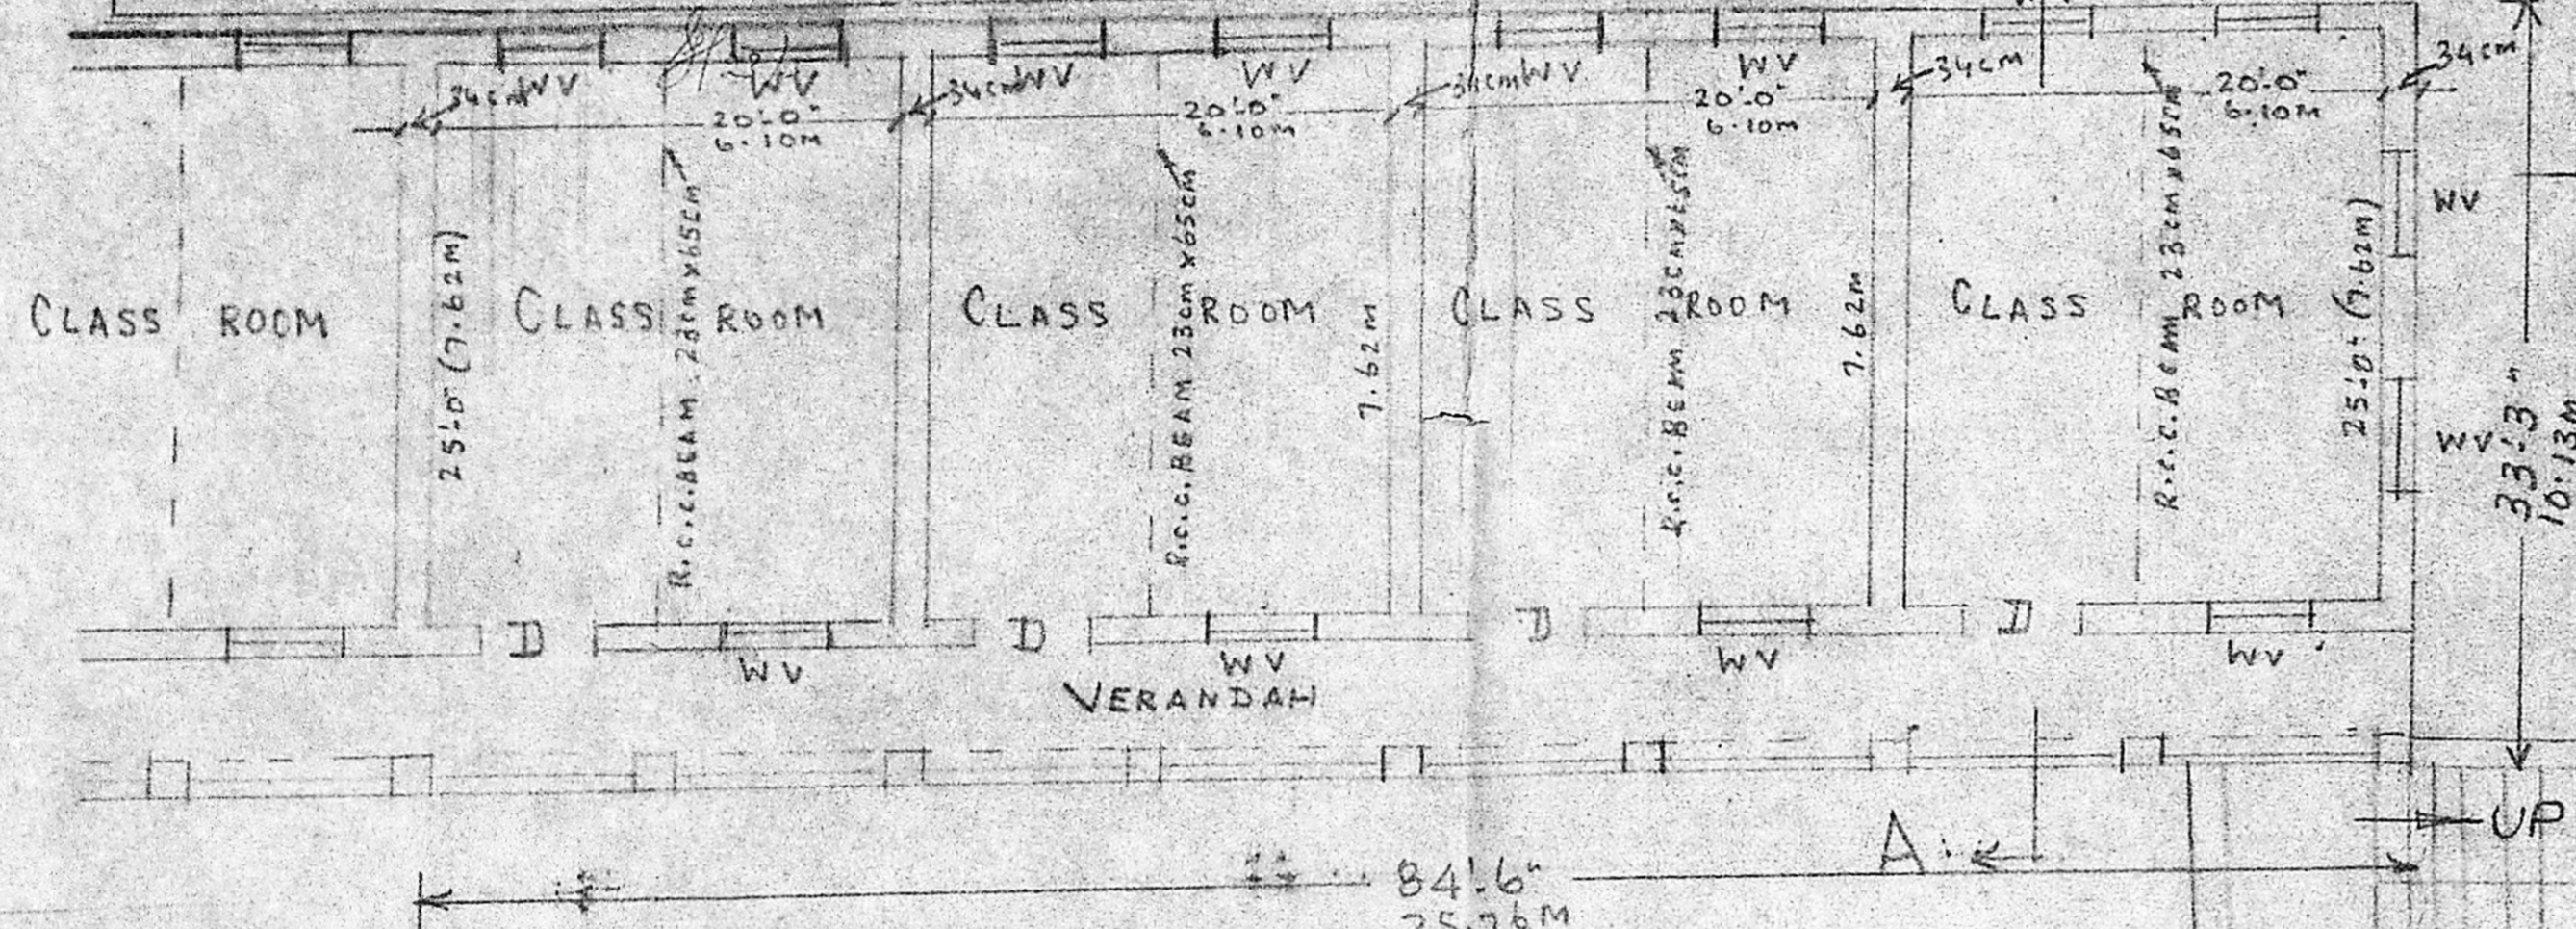 WV
WV
WV
WV
WV
WV
34cm
34cm
34cm
34cm
34cm
20'-0"
6.10M
20'-0"
6.10M
20'-0"
6.10M
20'-0"
6.10M
CLASS ROOM
CLASS ROOM
CLASS ROOM
CLASS ROOM
CLASS ROOM
25'-0" (7.62M)
R.C.C. BEAM 23cm x 65cm
R.C.C. BEAM 23cm x 65cm
7.62M
R.C.C. BEAM 23cm x 65cm
7.62M
R.C.C. BEAM 23cm x 65cm
25'-0" (7.62M)
WV
WV
33'-3"
10.13M
D
D
D
D
WV
WV
WV
WV
VERANDAH
UP
A
84'-6"